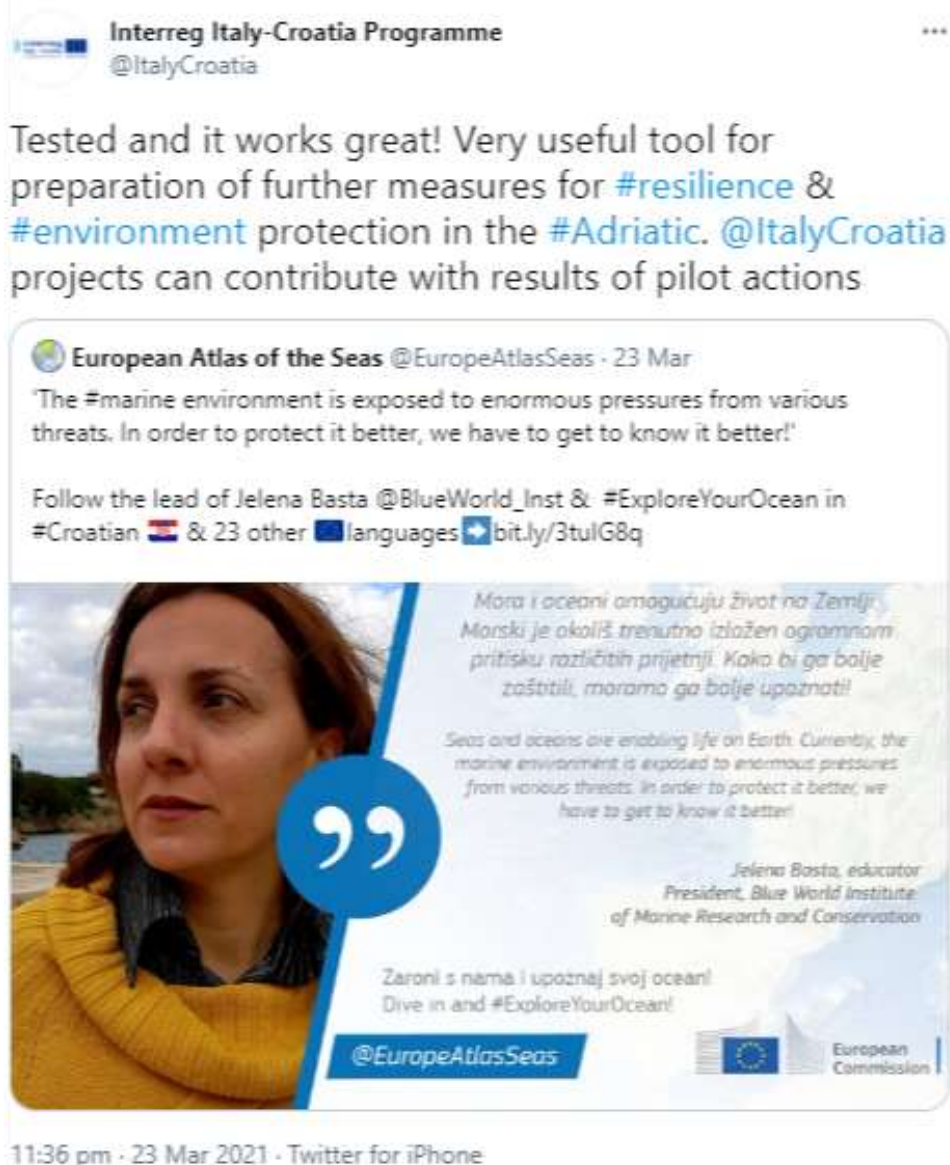 Interreg Italy-Croatia Programme
@ItalyCroatia
Tested and it works great! Very useful tool for
preparation of further measures for #resilience &
#environment protection in the #Adriatic. @ItalyCroatia
projects can contribute with results of pilot actions
European Atlas of the Seas @EuropeAtlasSeas · 23 Mar
'The #marine environment is exposed to enormous pressures from various
threats. In order to protect it better, we have to get to know it better!'
Follow the lead of Jelena Basta @BlueWorld_Inst & #ExploreYourOcean in
#Croatian 🇭🇷 & 23 other 🇪🇺languages➡️bit.ly/3tulG8q
Mora i oceani omogućuju život na Zemlji.
Morski je okoliš trenutno izložen ogromnom
pritisku različitih prijetnji. Kako bi ga bolje
zaštitili, moramo ga bolje upoznati!
Seas and oceans are enabling life on Earth. Currently, the
marine environment is exposed to enormous pressures
from various threats. In order to protect it better, we
have to get to know it better!
Jelena Basta, educator
President, Blue World Institute
of Marine Research and Conservation
Zaroni s nama i upoznaj svoj ocean!
Dive in and #ExploreYourOcean!
@EuropeAtlasSeas
European
Commission
11:36 pm · 23 Mar 2021 · Twitter for iPhone